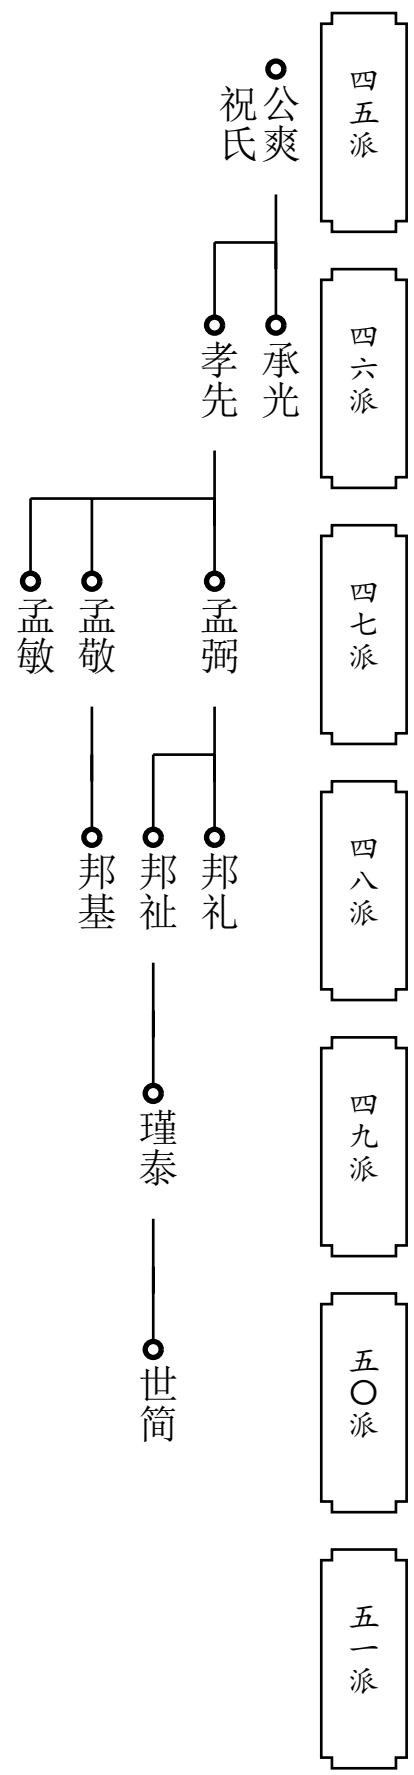 四五派
公爽
祝氏
四六派
承光
孝先
四七派
孟弼
孟敬
孟敏
四八派
邦礼
邦祉
邦基
四九派
瑾泰
五〇派
世简
五一派